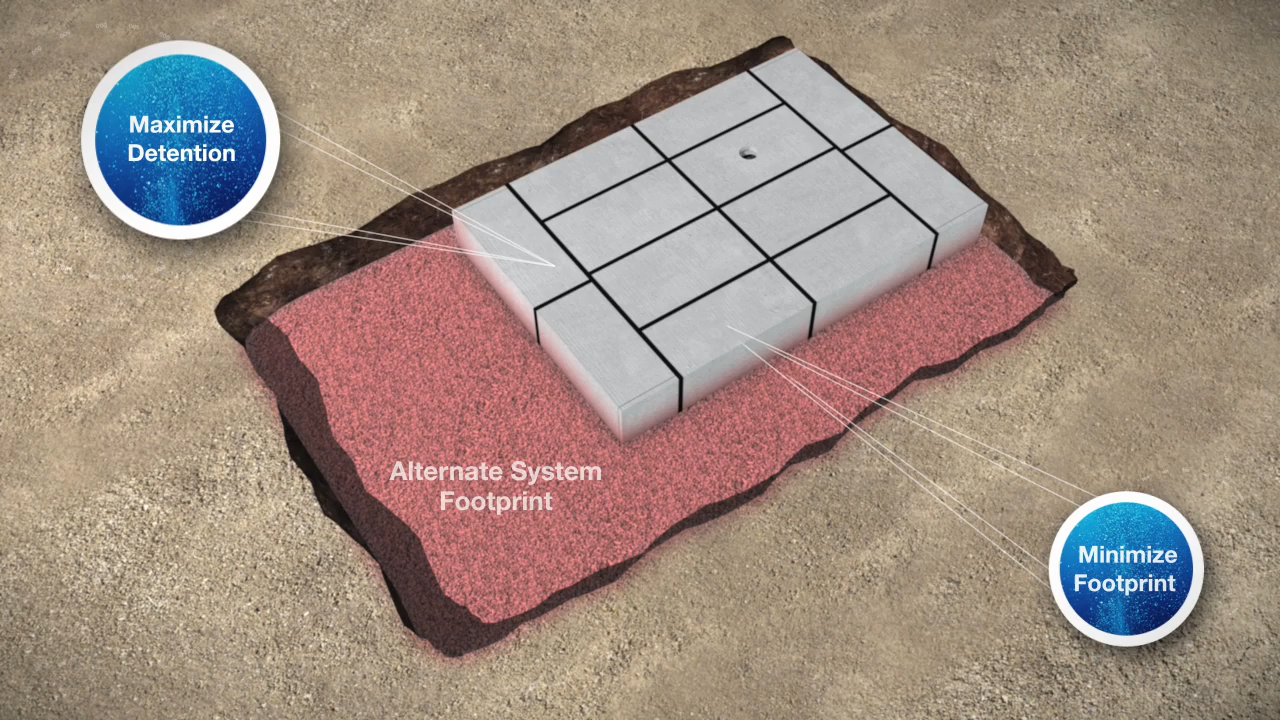 Maximize
Detention
Alternate System
Footprint
Minimize
Footprint